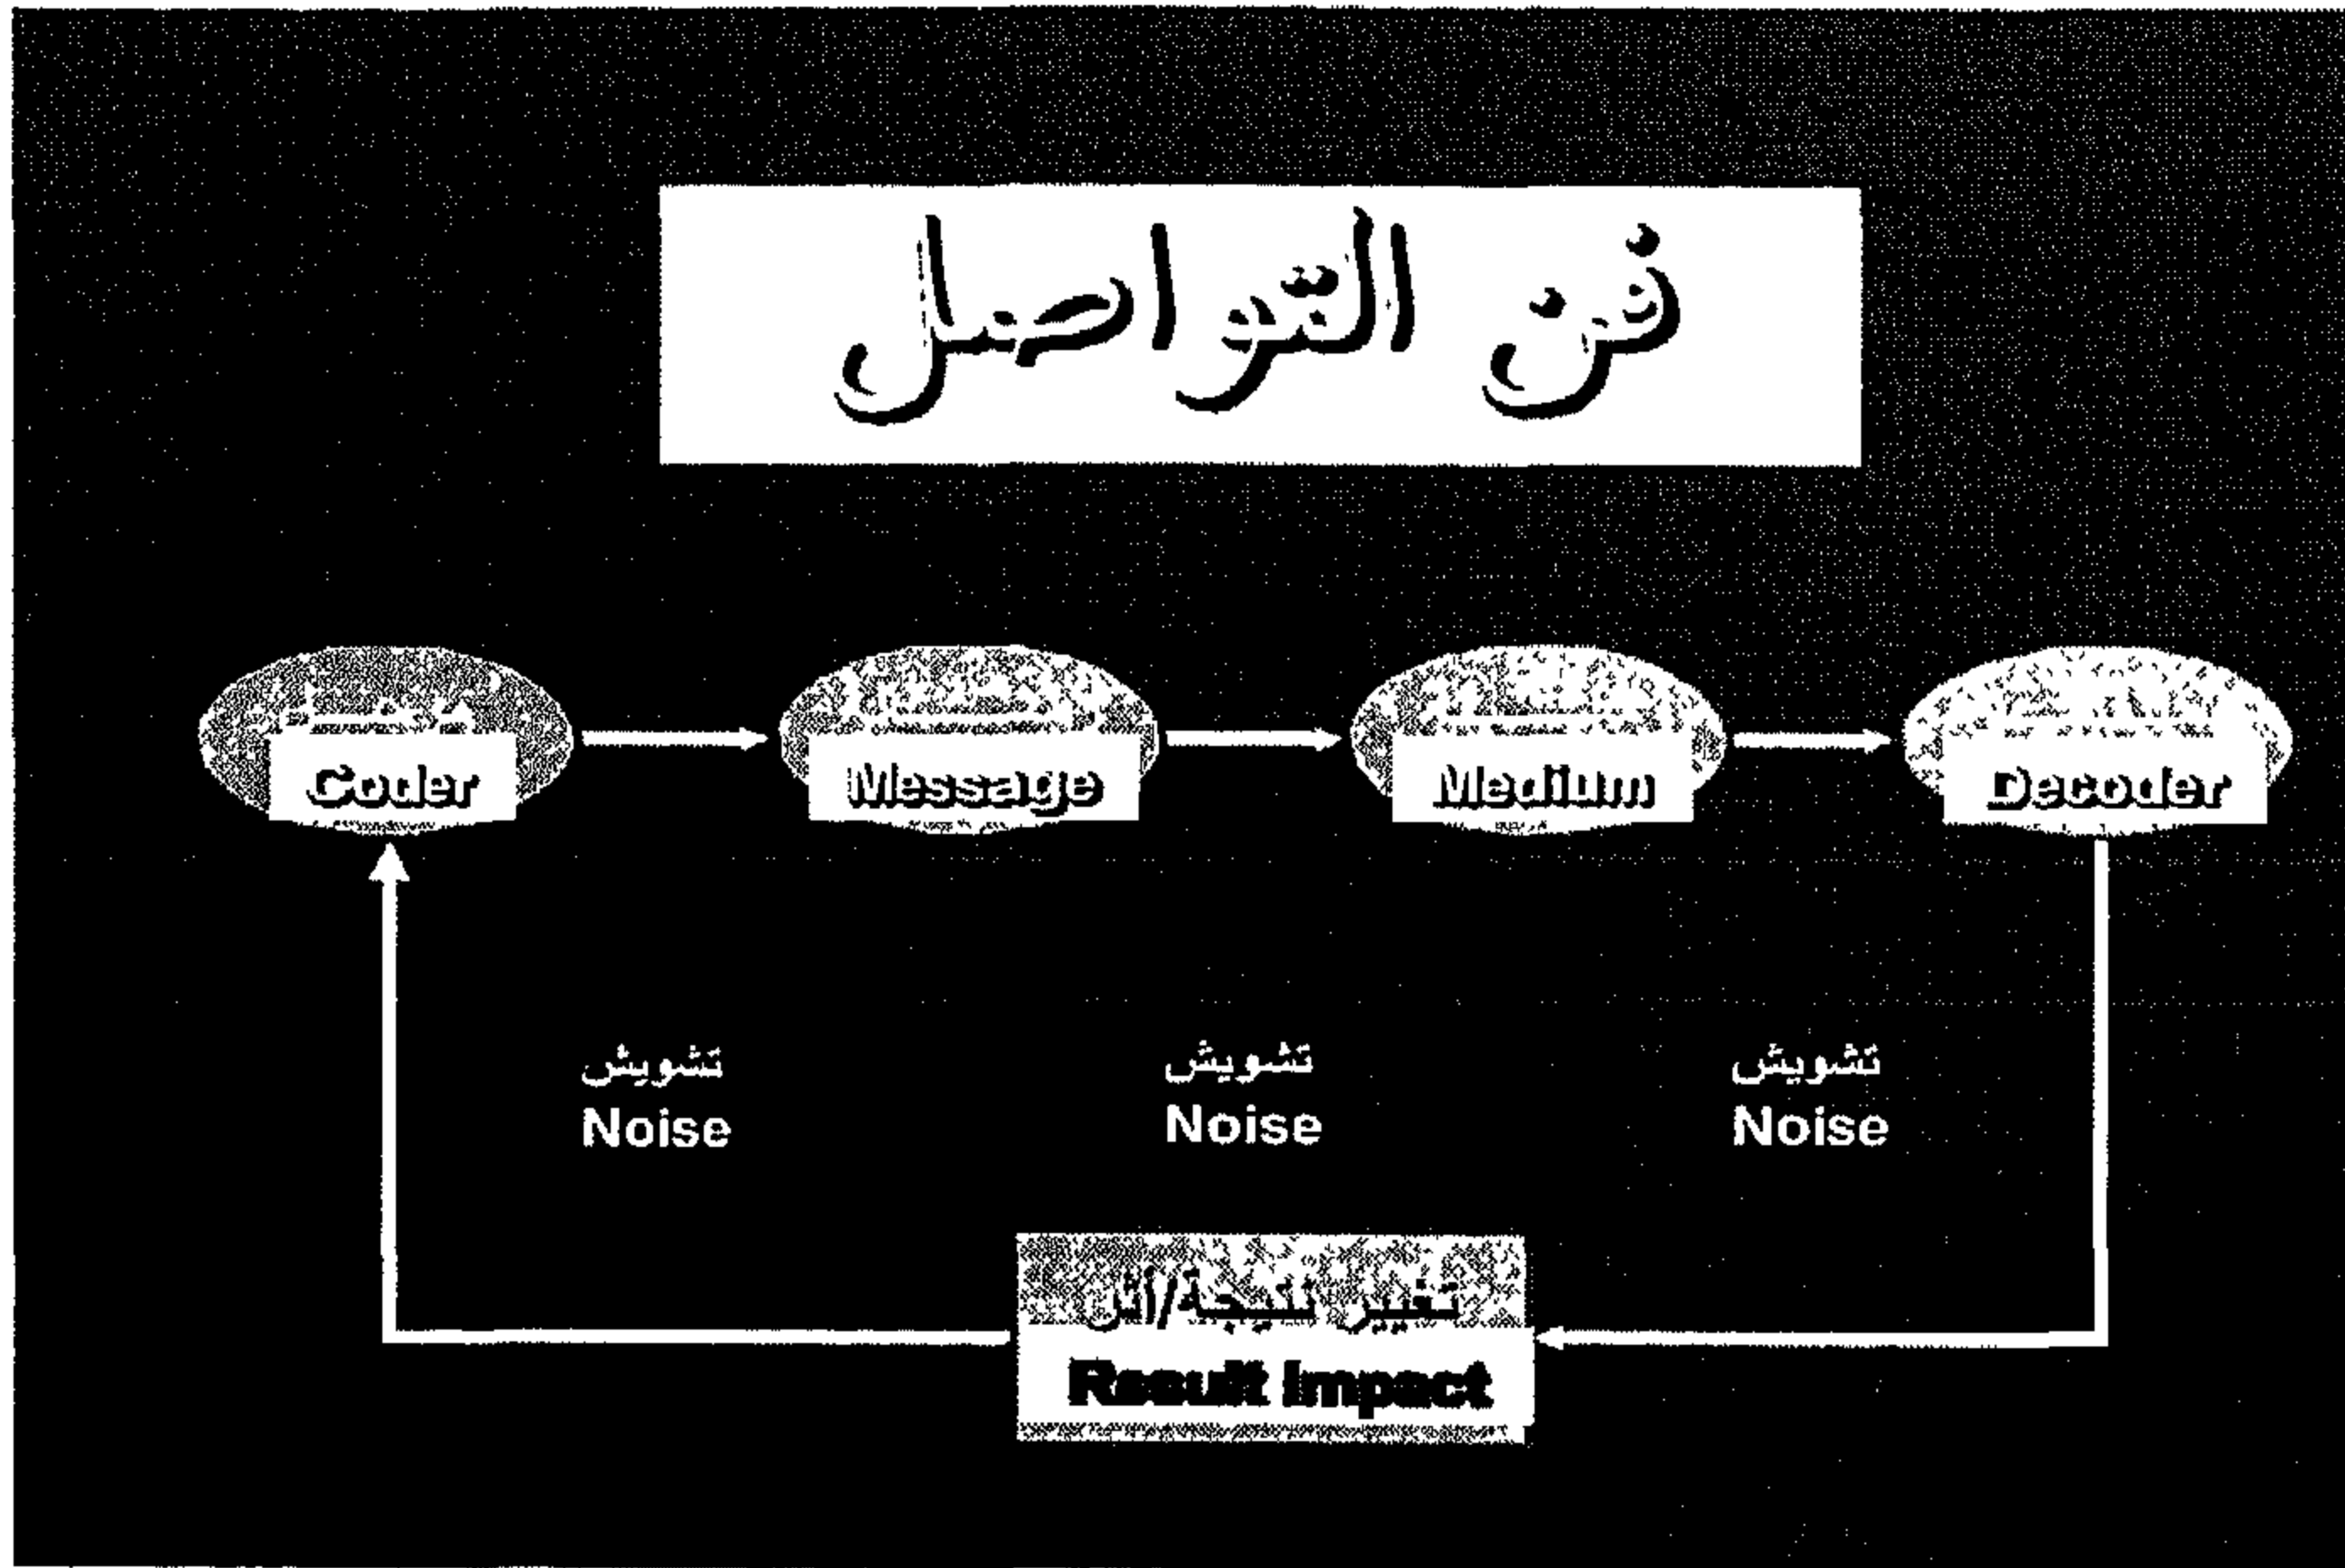 فن التواصل
Coder
Message
Medium
Decoder
تشويش
Noise
تشويش
Noise
تشويش
Noise
تغيير نتيجة/أثر
Result Impact